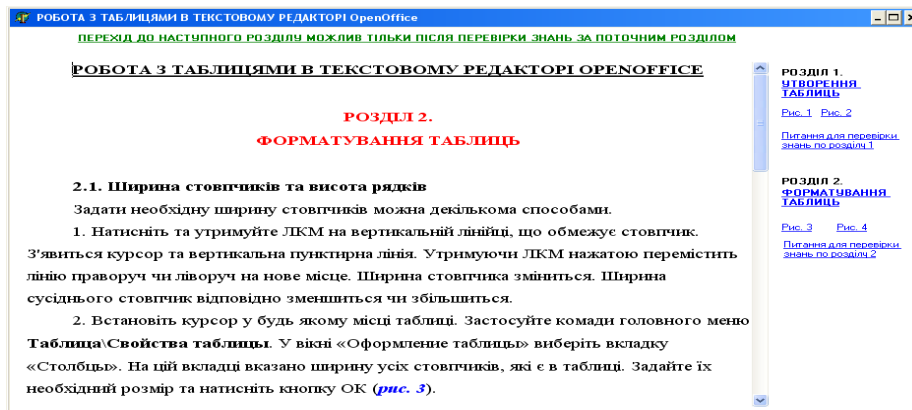 РОБОТА З ТАБЛИЦЯМИ В ТЕКСТОВОМУ РЕДАКТОРІ OpenOffice
ПЕРЕХІД ДО НАСТУПНОГО РОЗДІЛУ МОЖЛИВ ТІЛЬКИ ПІСЛЯ ПЕРЕВІРКИ ЗНАНЬ ЗА ПОТОЧНИМ РОЗДІЛОМ
РОБОТА З ТАБЛИЦЯМИ В ТЕКСТОВОМУ РЕДАКТОРІ OPENOFFICE
РОЗДІЛ 2.
ФОРМАТУВАННЯ ТАБЛИЦЬ
2.1. Ширина стовпчиків та висота рядків
Задати необхідну ширину стовпчиків можна декількома способами.
1. Натисніть та утримуйте ЛКМ на вертикальній лінійці, що обмежує стовпчик.
З'явиться курсор та вертикальна пунктирна лінія. Утримуючи ЛКМ нажатою перемістить
лінію праворуч чи ліворуч на нове місце. Ширина стовпчика зміниться. Ширина
сусіднього стовпчик відповідно зменшиться чи збільшиться.
2. Встановіть курсор у будь якому місці таблиці. Застосуйте комади головного меню
Таблица\Свойства таблицы. У вікні «Оформление таблицы» виберіть вкладку
«Столбцы». На цій вкладці вказано ширину усіх стовпчиків, які є в таблиці. Задайте їх
необхідний розмір та натисніть кнопку ОК (рис. 3).
РОЗДІЛ 1.
УТВОРЕННЯ
ТАБЛИЦЬ
Рис. 1 Рис. 2
Питання для перевірки
знань по розділу 1
РОЗДІЛ 2.
ФОРМАТУВАННЯ
ТАБЛИЦЬ
Рис. 3 Рис. 4
Питання для перевірки
знань по розділу 2